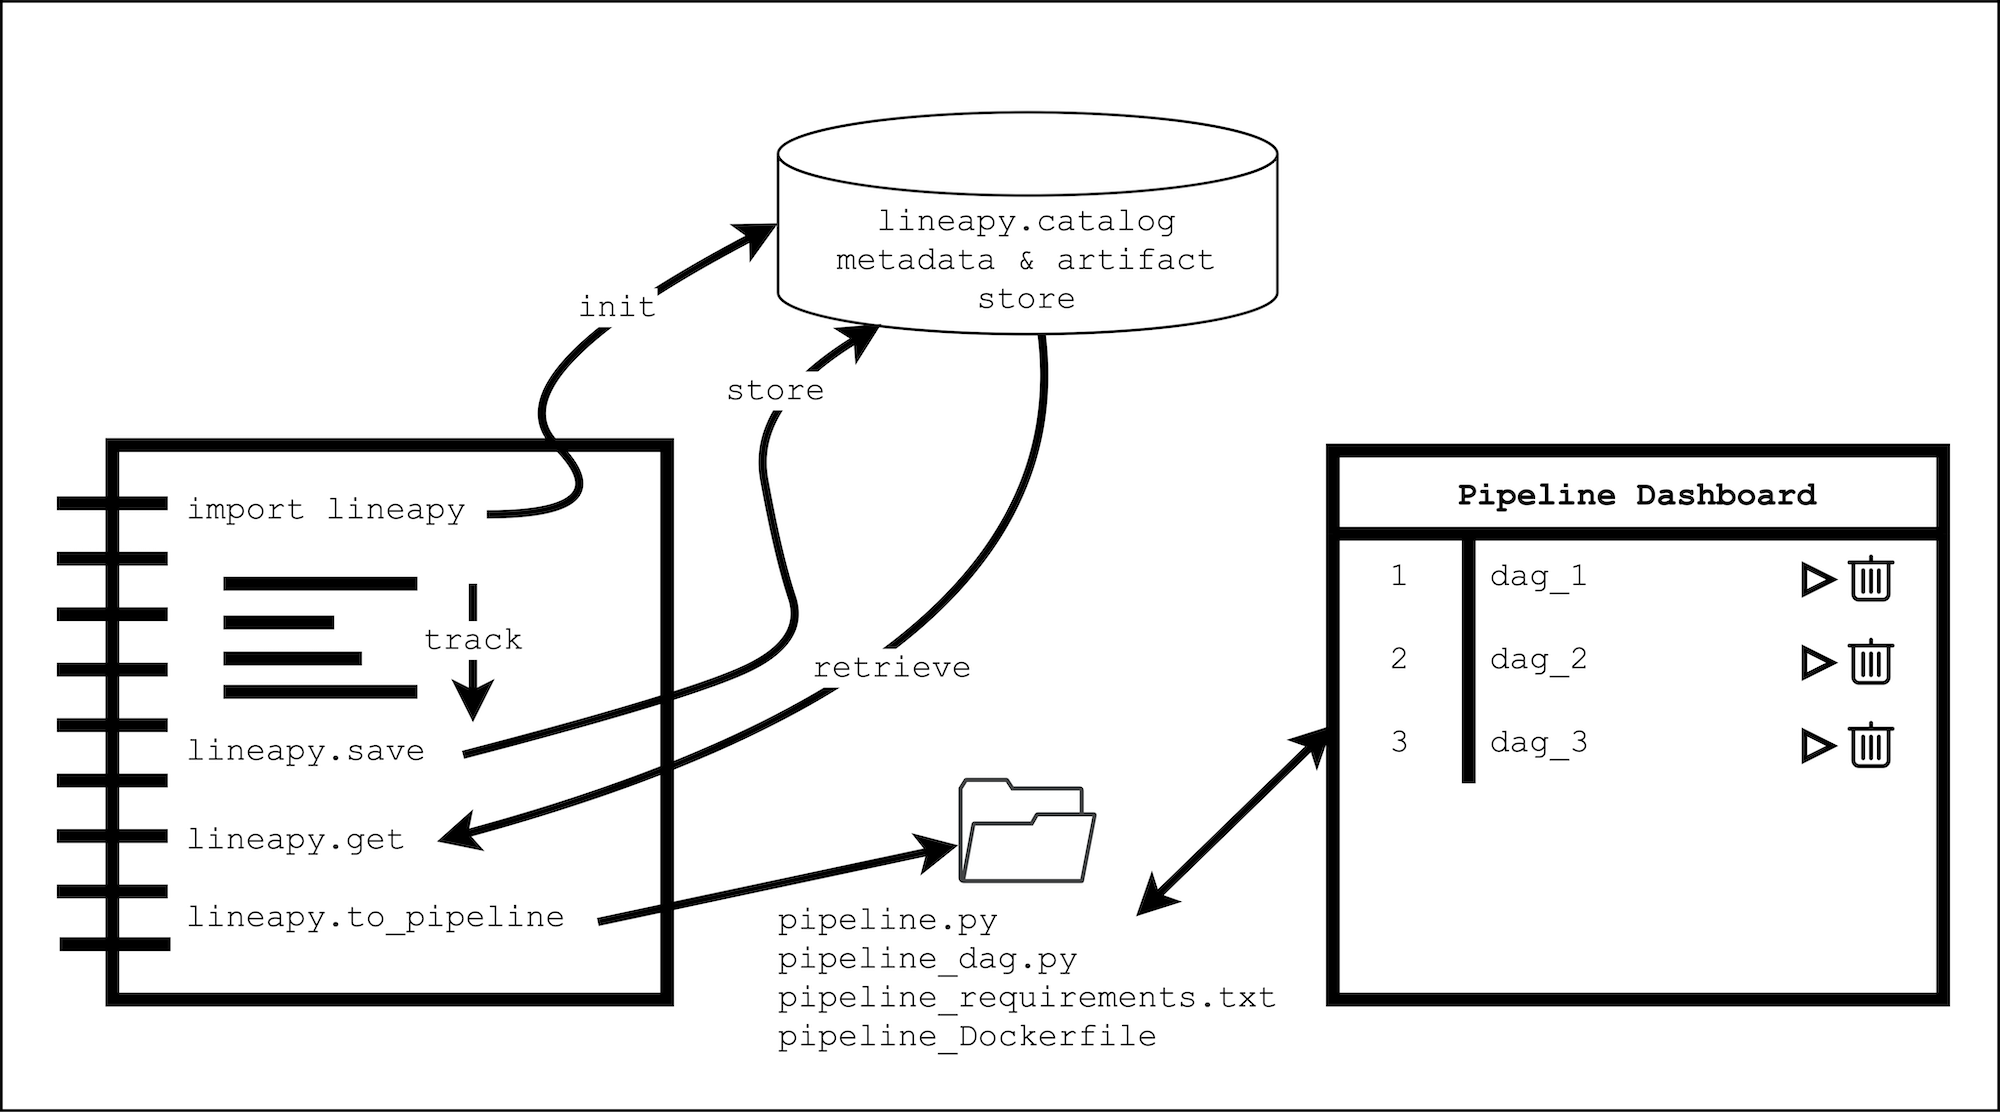 lineapy.catalog
metadata & artifact
store
init
store
import lineapy
track
retrieve
lineapy.save
lineapy.get
lineapy.to_pipeline
pipeline.py
pipeline_dag.py
pipeline_requirements.txt
pipeline_Dockerfile
Pipeline Dashboard
1 dag_1
2 dag_2
3 dag_3